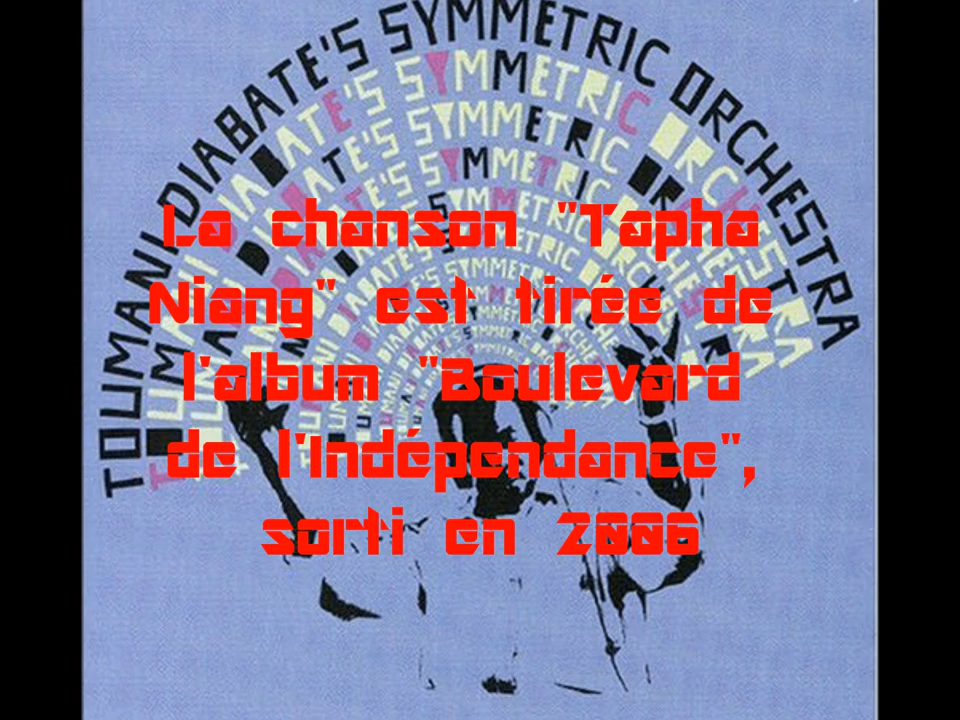 TOUMANI DIABATE'S SYMMETRIC ORCHESTRA
La chanson "Tapha
Niang" est tirée de
l'album "Boulevard
de l'Indépendance",
sorti en 2006